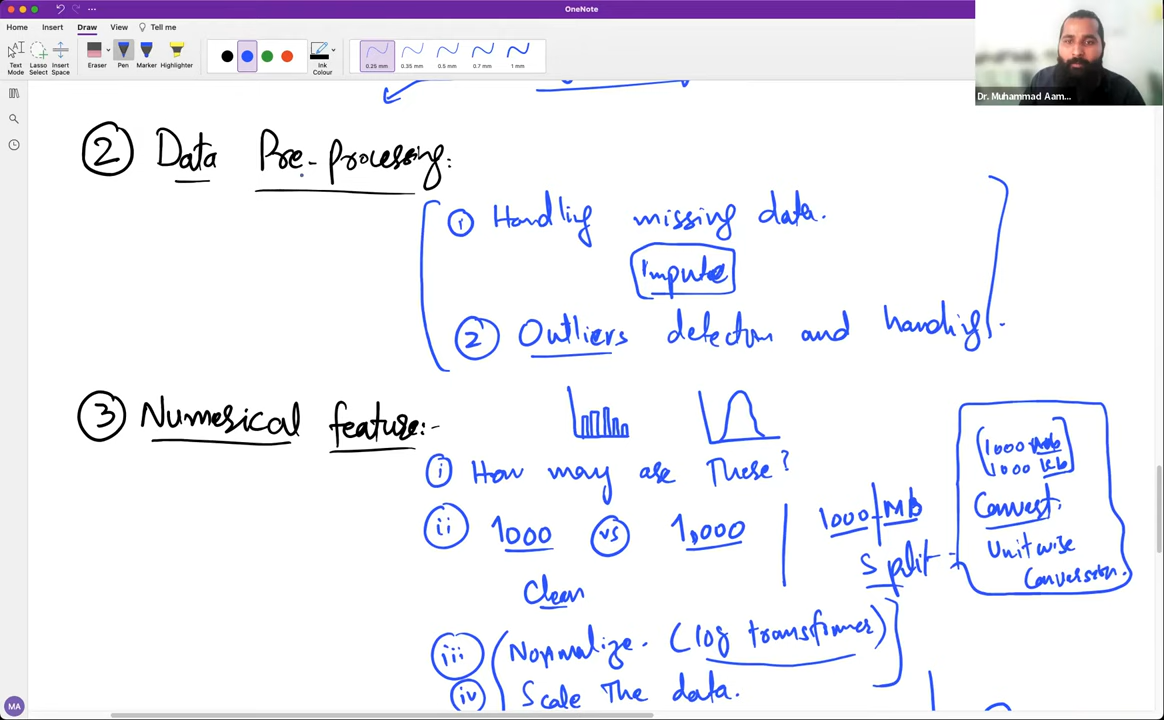 OneNote
Home Insert Draw View Tell me
Text Mode
Lasso Select
Insert Space
Eraser
Pen
Marker
Highlighter
Ink Colour
0.25 mm
0.35 mm
0.5 mm
0.7 mm
1 mm
Dr. Muhammad Aam...
② Data Pre-processing:
① Handling missing data.
Impute
② Outliers detection and handling.
③ Numerical feature:-
ⓘ How may are These?
ii 1000 vs 1,000
1000 MB
Split
Clean
1000 Mb
1000 Kb
Convert.
Unitwise
Conversion.
iii Normalize. (log transformer)
iv Scale The data.
MA